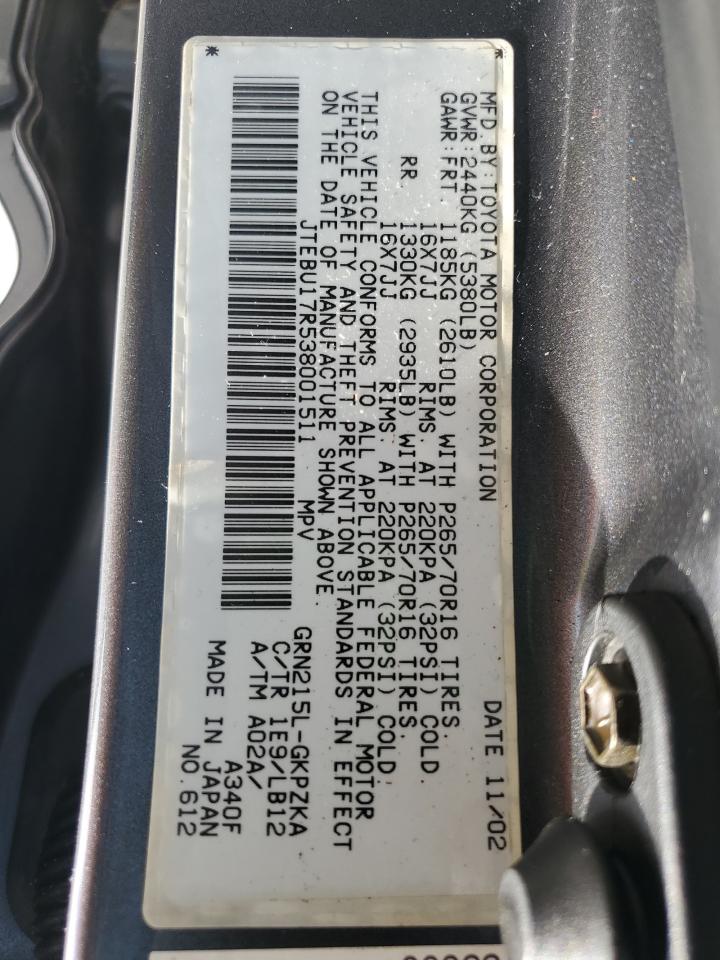 MFD.BY:TOYOTA MOTOR CORPORATION DATE 11/02
GVWR:2440KG (5380LB)
GAWR:FRT. 1185KG (2610LB) WITH P265/70R16 TIRES.
16X7JJ RIMS. AT 220KPA (32PSI) COLD.
RR. 1330KG (2935LB) WITH P265/70R16 TIRES.
16X7JJ RIMS. AT 220KPA (32PSI) COLD.
THIS VEHICLE CONFORMS TO ALL APPLICABLE FEDERAL MOTOR
VEHICLE SAFETY AND THEFT PREVENTION STANDARDS IN EFFECT
ON THE DATE OF MANUFACTURE SHOWN ABOVE.
JTEBU17R538001511 MPV
GRN215L-GKPZKA
C/TR 1E9/LB12
A/TM A02A/
A340F
MADE IN JAPAN
NO.612